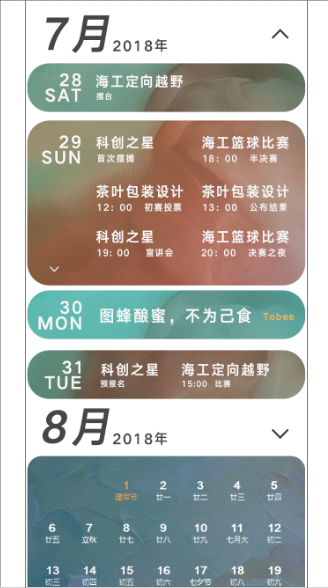 7月 2018年
28 海工定向越野
SAT 摆台
29 科创之星 海工篮球比赛
SUN 首次摆摊 18:00 半决赛
茶叶包装设计 茶叶包装设计
12:00 初赛投票 13:00 公布结果
科创之星 海工篮球比赛
19:00 宣讲会 20:00 决赛之夜
30 图蜂酿蜜，不为己食 Tobee
MON
31 科创之星 海工定向越野
TUE 预报名 15:00 比赛
8月 2018年
1 2 3 4 5
建军节 廿一 廿二 廿三 廿四
6 7 8 9 10 11 12
廿五 立秋 廿七 廿八 廿九 七月大 初二
13 14 15 16 17 18 19
初三 初四 初五 初六 七夕节 初八 初九